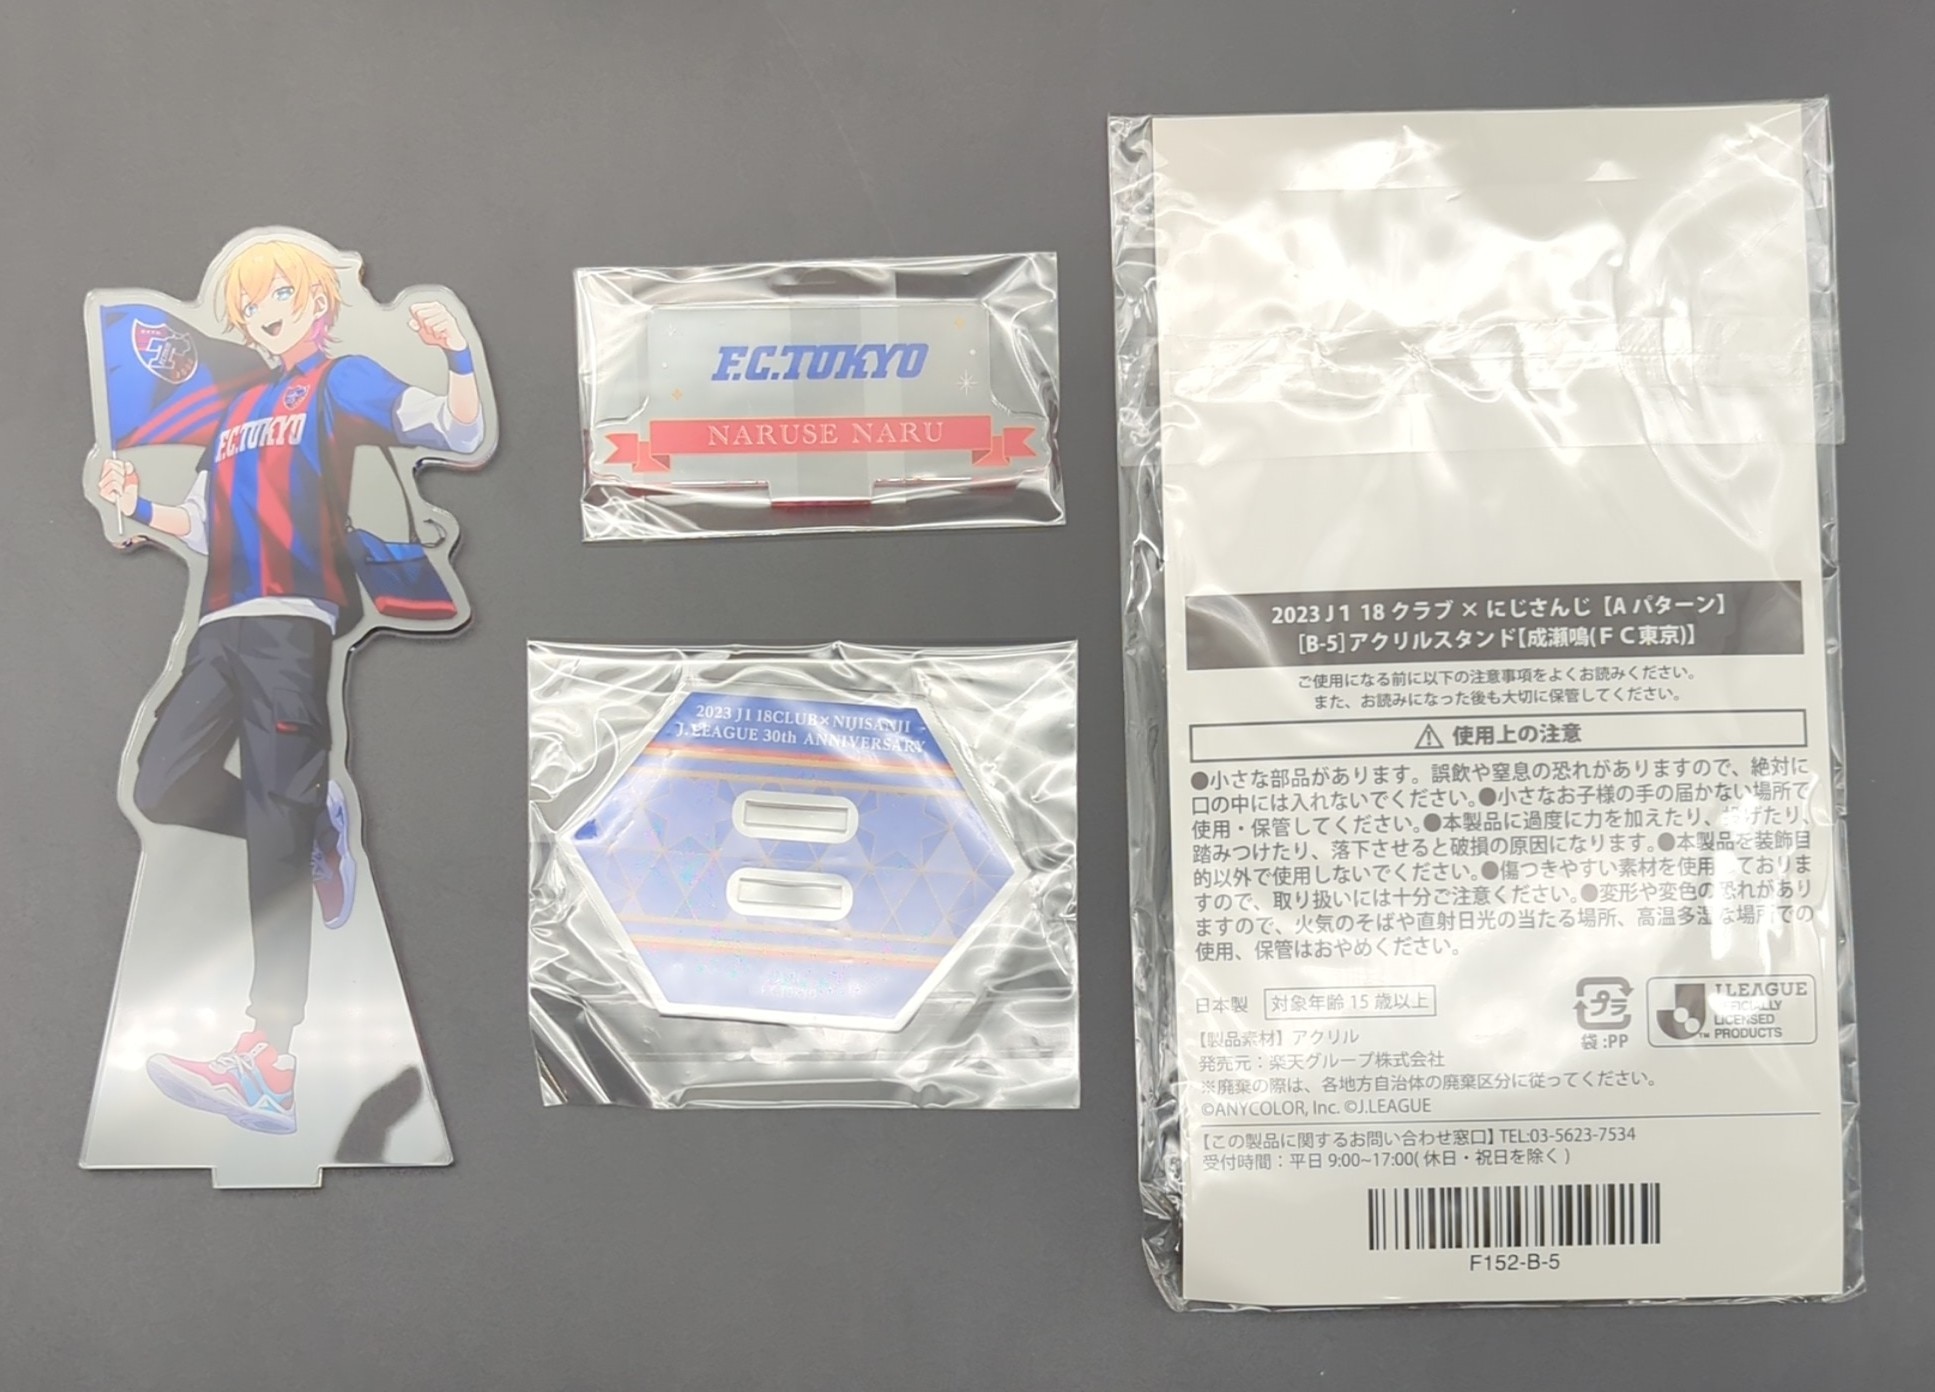 F.C.TOKYO
F.C.TOKYO
NARUSE NARU
2023 J1 18CLUB×NIJISANJI
J.LEAGUE 30th ANNIVERSARY
2023 J1 18 クラブ × にじさんじ【A パターン】
[B-5] アクリルスタンド【成瀬鳴(ＦＣ東京)】
ご使用になる前に以下の注意事項をよくお読みください。
また、お読みになった後も大切に保管してください。
使用上の注意
●小さな部品があります。誤飲や窒息の恐れがありますので、絶対に
口の中には入れないでください。●小さなお子様の手の届かない場所で
使用・保管してください。●本製品に過度に力を加えたり、投げたり、
踏みつけたり、落下させると破損の原因になります。●本製品を装飾目
的以外で使用しないでください。●傷つきやすい素材を使用しておりま
すので、取り扱いには十分ご注意ください。●変形や変色の恐れがあり
ますので、火気のそばや直射日光の当たる場所、高温多湿な場所での
使用、保管はおやめください。
日本製 対象年齢 15 歳以上
プラ
袋:PP
J.LEAGUE
OFFICIALLY
LICENSED
PRODUCTS
TM
【製品素材】アクリル
発売元：楽天グループ株式会社
※廃棄の際は、各地方自治体の廃棄区分に従ってください。
©ANYCOLOR, Inc. ©J.LEAGUE
【この製品に関するお問い合わせ窓口】TEL:03-5623-7534
受付時間：平日 9:00~17:00( 休日・祝日を除く )
F152-B-5